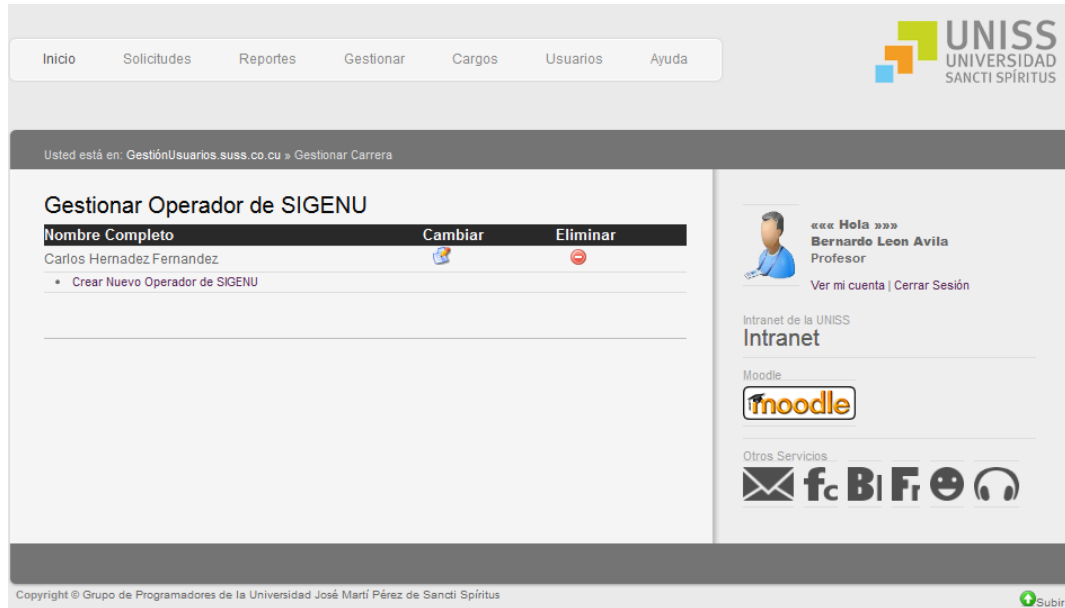 Inicio Solicitudes Reportes Gestionar Cargos Usuarios Ayuda
UNISS
UNIVERSIDAD
SANCTI SPÍRITUS
Usted está en: GestiónUsuarios.suss.co.cu » Gestionar Carrera
Gestionar Operador de SIGENU
Nombre Completo Cambiar Eliminar
Carlos Hernadez Fernandez
• Crear Nuevo Operador de SIGENU
««« Hola »»»
Bernardo Leon Avila
Profesor
Ver mi cuenta | Cerrar Sesión
Intranet de la UNISS
Intranet
Moodle
moodle
Otros Servicios
fc Bl Fr
Copyright © Grupo de Programadores de la Universidad José Martí Pérez de Sancti Spíritus
Subir